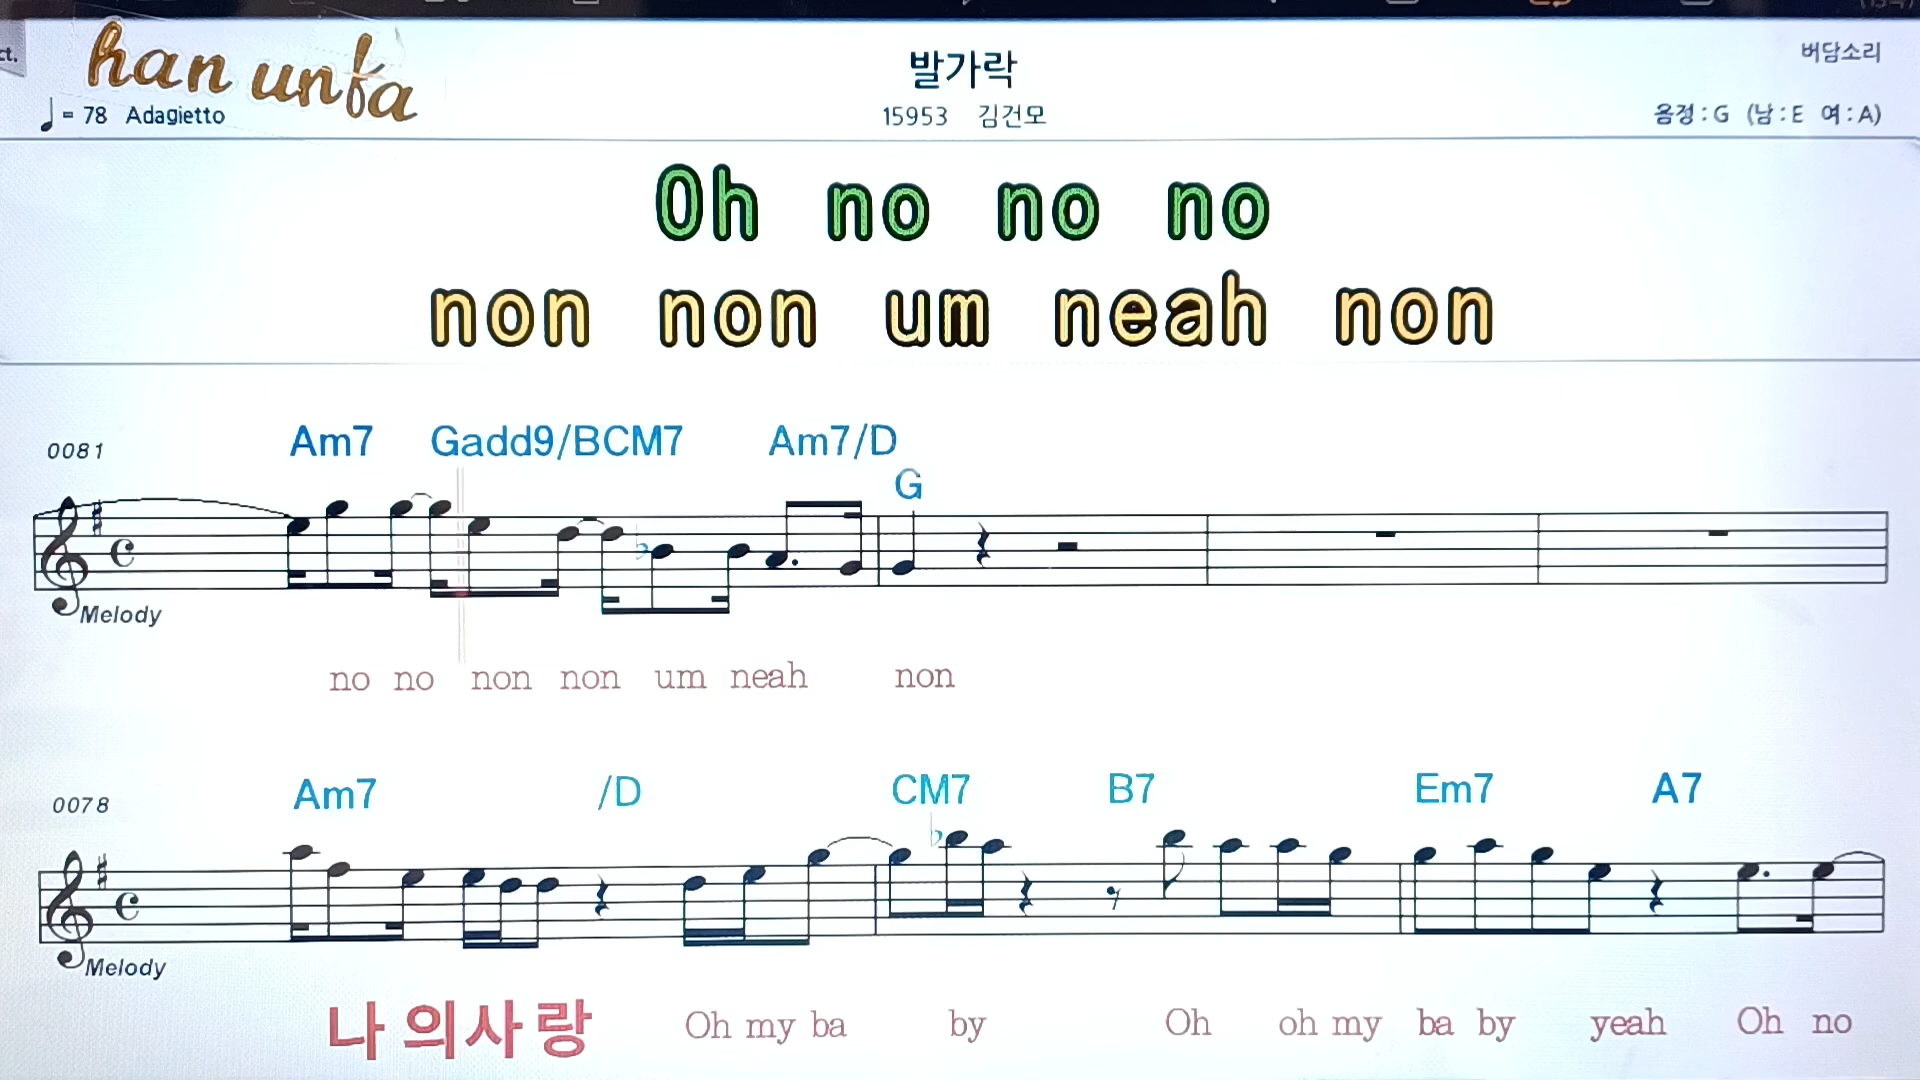 ct.
han unfa
버담소리
발가락
♩ = 78 Adagietto
15953 김건모
음정 : G (남 : E 여 : A)
Oh no no no
non non um neah non
0081
Am7 Gadd9/BCM7 Am7/D
G
Melody
no no non non um neah non
0078
Am7 /D CM7 B7 Em7 A7
Melody
나 의 사 랑 Oh my ba by Oh oh my ba by yeah Oh no